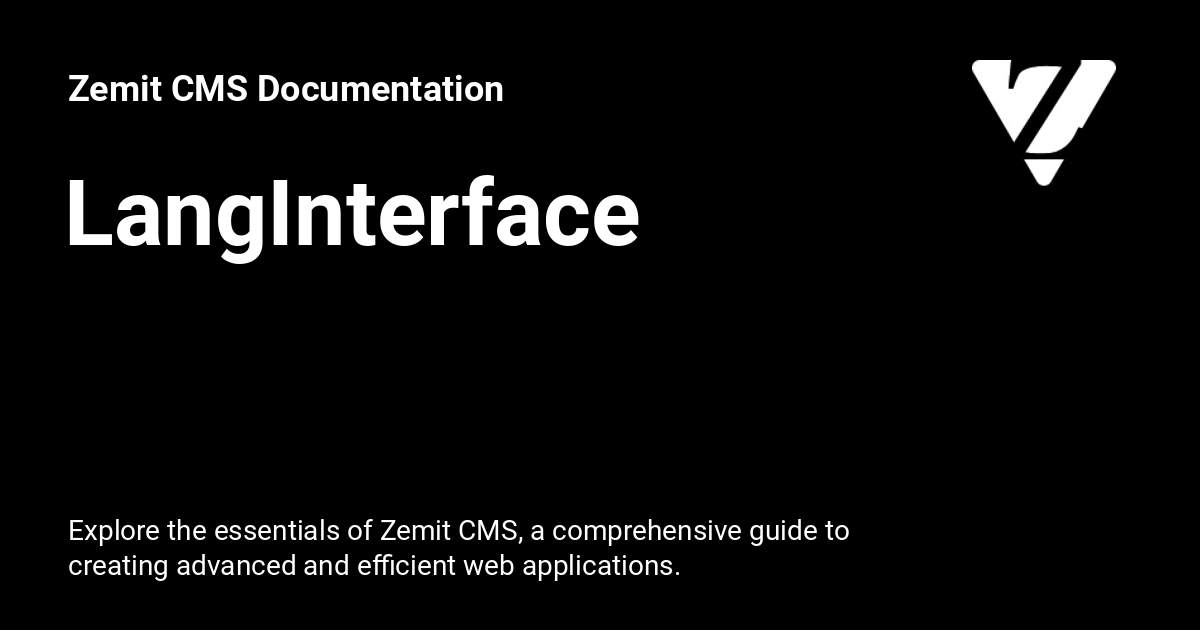 Zemit CMS Documentation
LangInterface
Explore the essentials of Zemit CMS, a comprehensive guide to
creating advanced and efficient web applications.